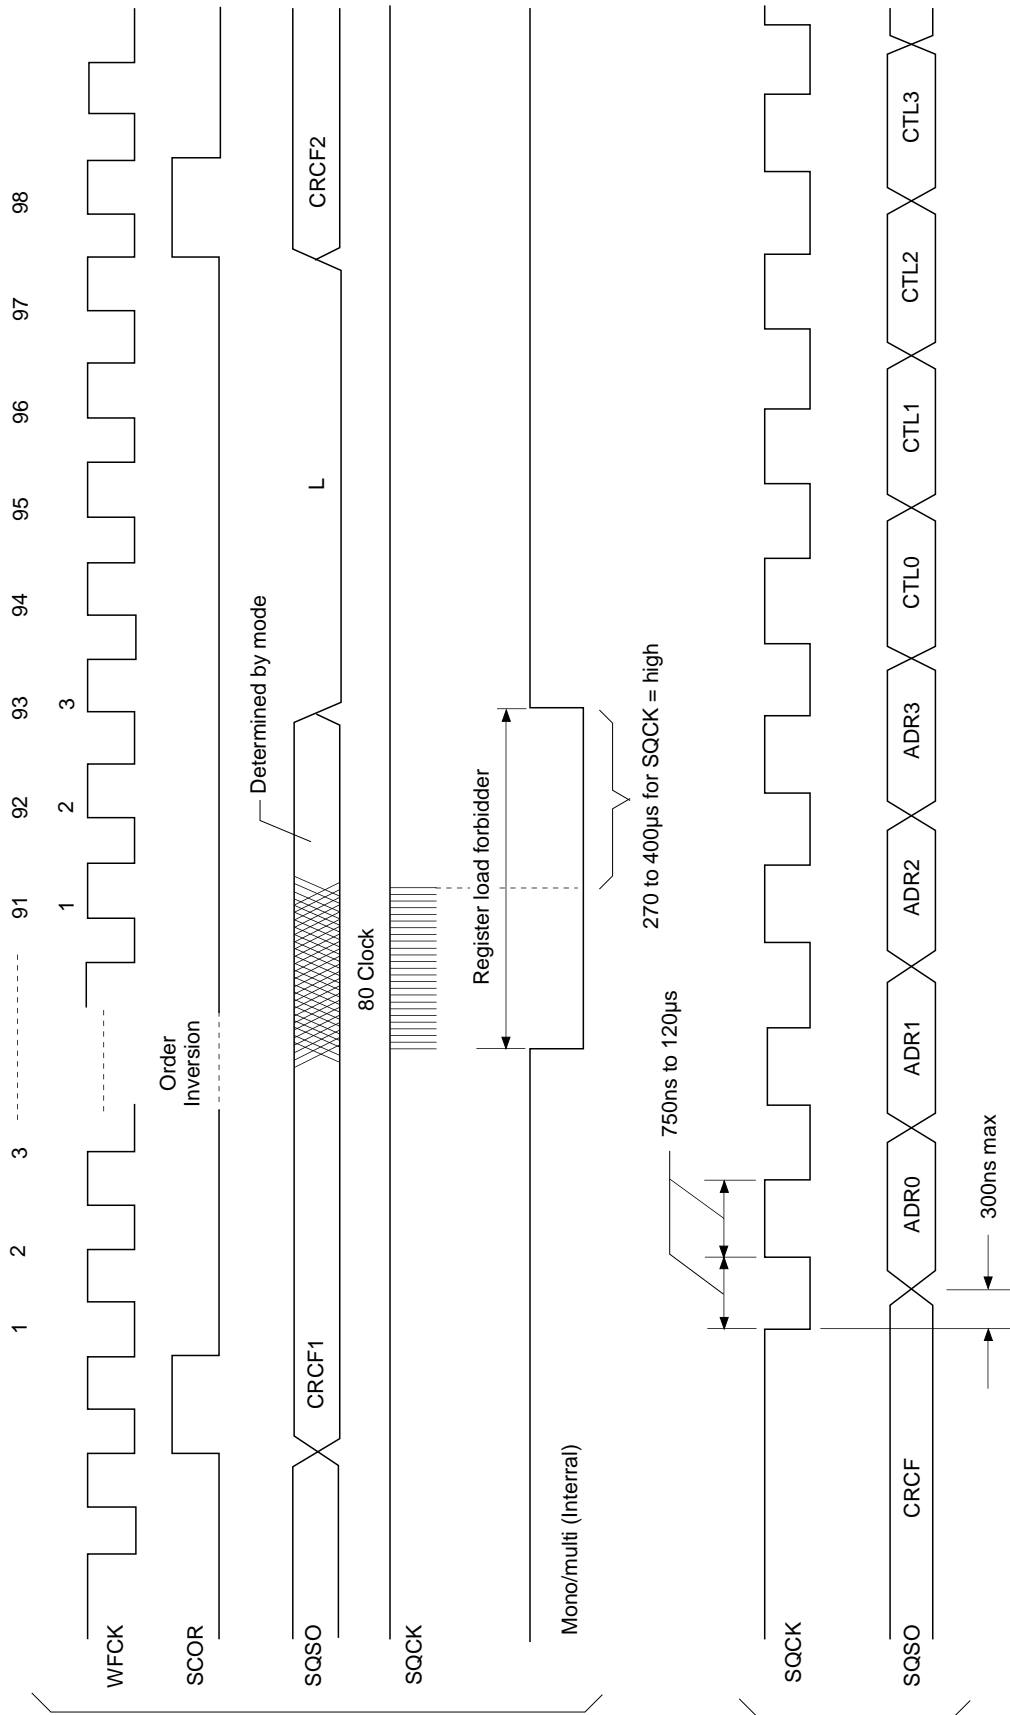 1 2 3 91 92 93 94 95 96 97 98
1 2 3
WFCK
SCOR
Order
Inversion
SQSO
CRCF1
Determined by mode
L
CRCF2
SQCK
80 Clock
Register load forbidder
Mono/multi (Interral)
270 to 400µs for SQCK = high
750ns to 120µs
SQCK
SQSO
CRCF
ADR0
ADR1
ADR2
ADR3
CTL0
CTL1
CTL2
CTL3
300ns max